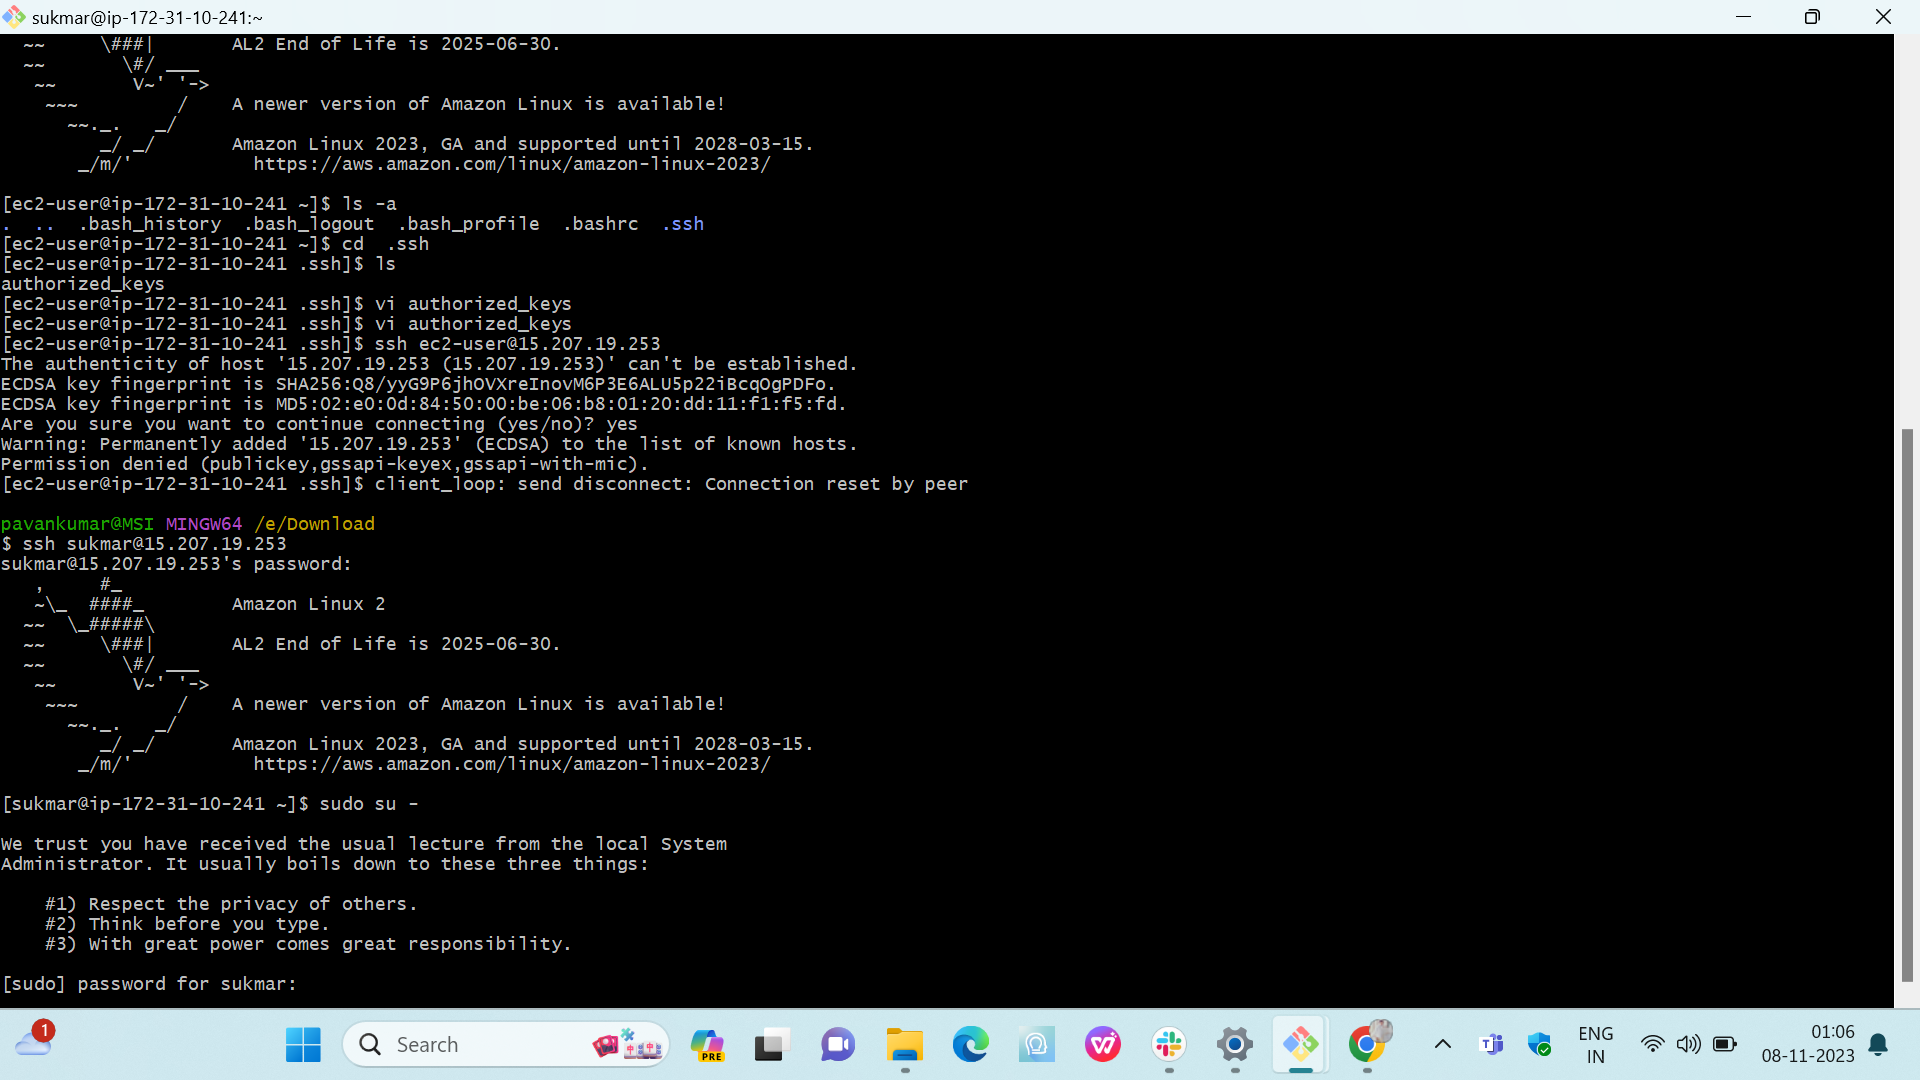 sukmar@ip-172-31-10-241:~
~~      \###|       AL2 End of Life is 2025-06-30.
~~       \#/ ___
~~       V~' '->
~~~         /    A newer version of Amazon Linux is available!
~~._.   _/
_/ _/       Amazon Linux 2023, GA and supported until 2028-03-15.
_/m/'           https://aws.amazon.com/linux/amazon-linux-2023/
[ec2-user@ip-172-31-10-241 ~]$ ls -a
.  ..  .bash_history  .bash_logout  .bash_profile  .bashrc  .ssh
[ec2-user@ip-172-31-10-241 ~]$ cd  .ssh
[ec2-user@ip-172-31-10-241 .ssh]$ ls
authorized_keys
[ec2-user@ip-172-31-10-241 .ssh]$ vi authorized_keys
[ec2-user@ip-172-31-10-241 .ssh]$ vi authorized_keys
[ec2-user@ip-172-31-10-241 .ssh]$ ssh ec2-user@15.207.19.253
The authenticity of host '15.207.19.253 (15.207.19.253)' can't be established.
ECDSA key fingerprint is SHA256:Q8/yyG9P6jhOVXreInovM6P3E6ALU5p22iBcqOgPDFo.
ECDSA key fingerprint is MD5:02:e0:0d:84:50:00:be:06:b8:01:20:dd:11:f1:f5:fd.
Are you sure you want to continue connecting (yes/no)? yes
Warning: Permanently added '15.207.19.253' (ECDSA) to the list of known hosts.
Permission denied (publickey,gssapi-keyex,gssapi-with-mic).
[ec2-user@ip-172-31-10-241 .ssh]$ client_loop: send disconnect: Connection reset by peer
pavankumar@MSI MINGW64 /e/Download
$ ssh sukmar@15.207.19.253
sukmar@15.207.19.253's password:
,     #_
~\_  ####_        Amazon Linux 2
~~  \_#####\
~~     \###|       AL2 End of Life is 2025-06-30.
~~       \#/ ___
~~       V~' '->
~~~         /    A newer version of Amazon Linux is available!
~~._.   _/
_/ _/       Amazon Linux 2023, GA and supported until 2028-03-15.
_/m/'           https://aws.amazon.com/linux/amazon-linux-2023/
[sukmar@ip-172-31-10-241 ~]$ sudo su -
We trust you have received the usual lecture from the local System
Administrator. It usually boils down to these three things:
#1) Respect the privacy of others.
#2) Think before you type.
#3) With great power comes great responsibility.
[sudo] password for sukmar:
1
Search
PRE
ENG
IN
01:06
08-11-2023